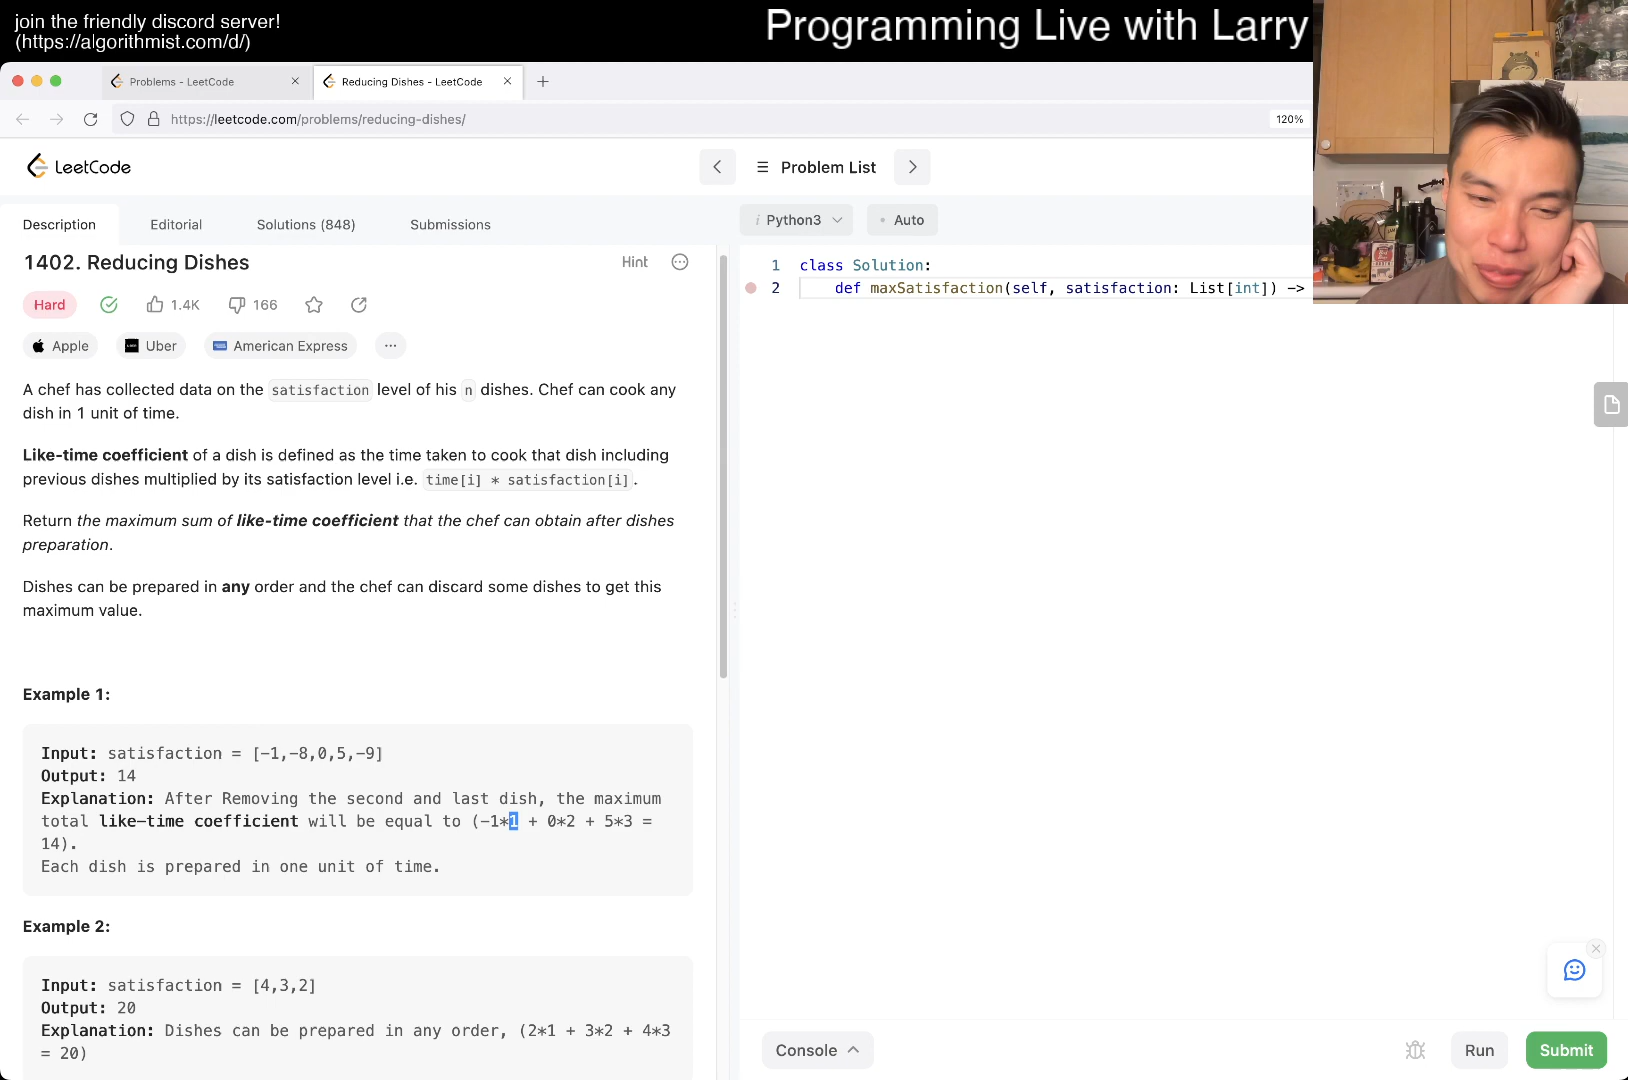 join the friendly discord server!
(https://algorithmist.com/d/)
Programming Live with Larry
Problems - LeetCode
Reducing Dishes - LeetCode
https://leetcode.com/problems/reducing-dishes/
120%
LeetCode
Problem List
Description
Editorial
Solutions (848)
Submissions
i Python3
• Auto
1402. Reducing Dishes
Hint
Hard
1.4K
166
Apple
Uber
American Express
A chef has collected data on the satisfaction level of his n dishes. Chef can cook any
dish in 1 unit of time.
Like-time coefficient of a dish is defined as the time taken to cook that dish including
previous dishes multiplied by its satisfaction level i.e. time[i] * satisfaction[i].
Return the maximum sum of like-time coefficient that the chef can obtain after dishes
preparation.
Dishes can be prepared in any order and the chef can discard some dishes to get this
maximum value.
Example 1:
Input: satisfaction = [-1,-8,0,5,-9]
Output: 14
Explanation: After Removing the second and last dish, the maximum
total like-time coefficient will be equal to (-1*1 + 0*2 + 5*3 =
14).
Each dish is prepared in one unit of time.
Example 2:
Input: satisfaction = [4,3,2]
Output: 20
Explanation: Dishes can be prepared in any order, (2*1 + 3*2 + 4*3
= 20)
1 class Solution:
2 def maxSatisfaction(self, satisfaction: List[int]) ->
Console
Run
Submit